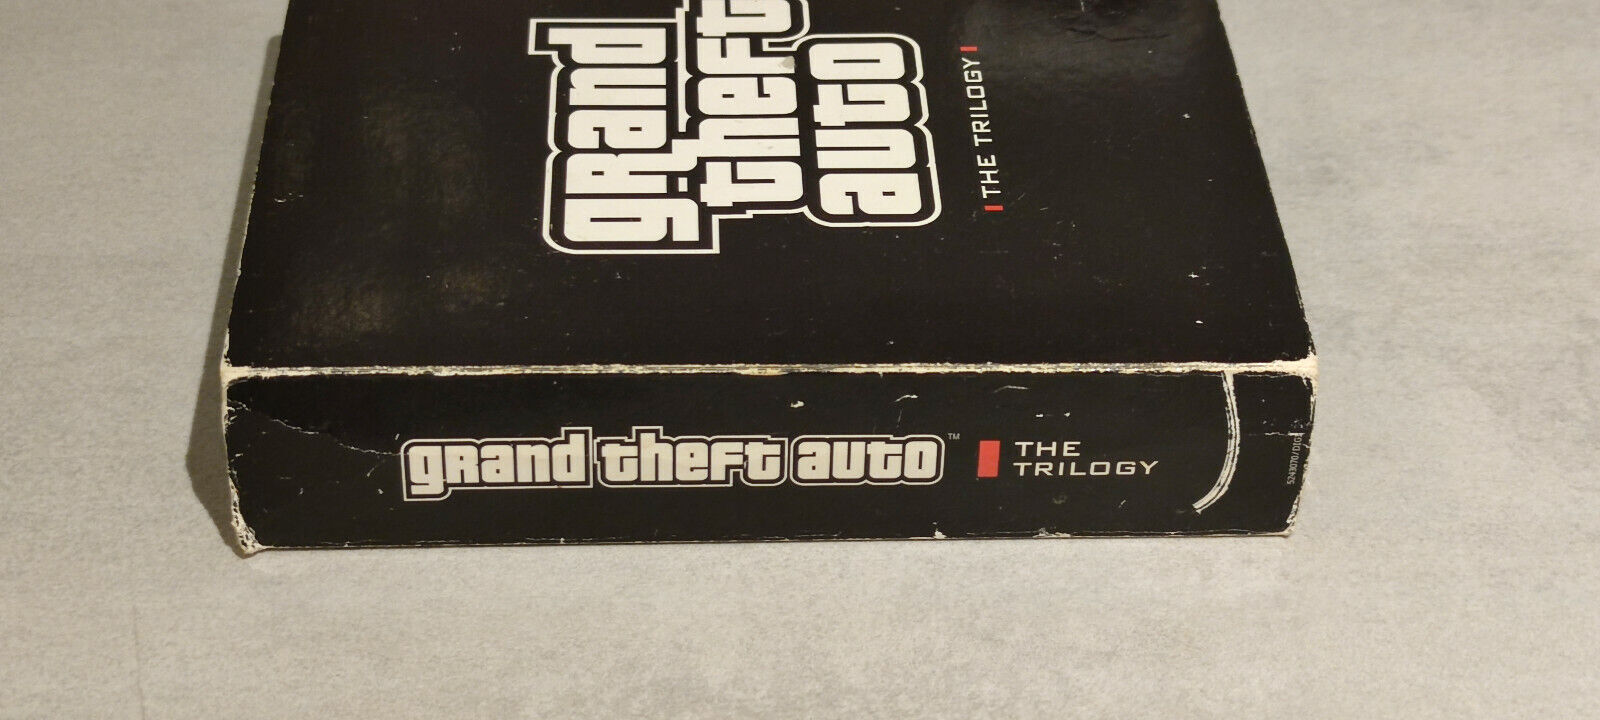 grand
theft
auto
THE TRILOGY
grand theft auto™
THE
TRILOGY